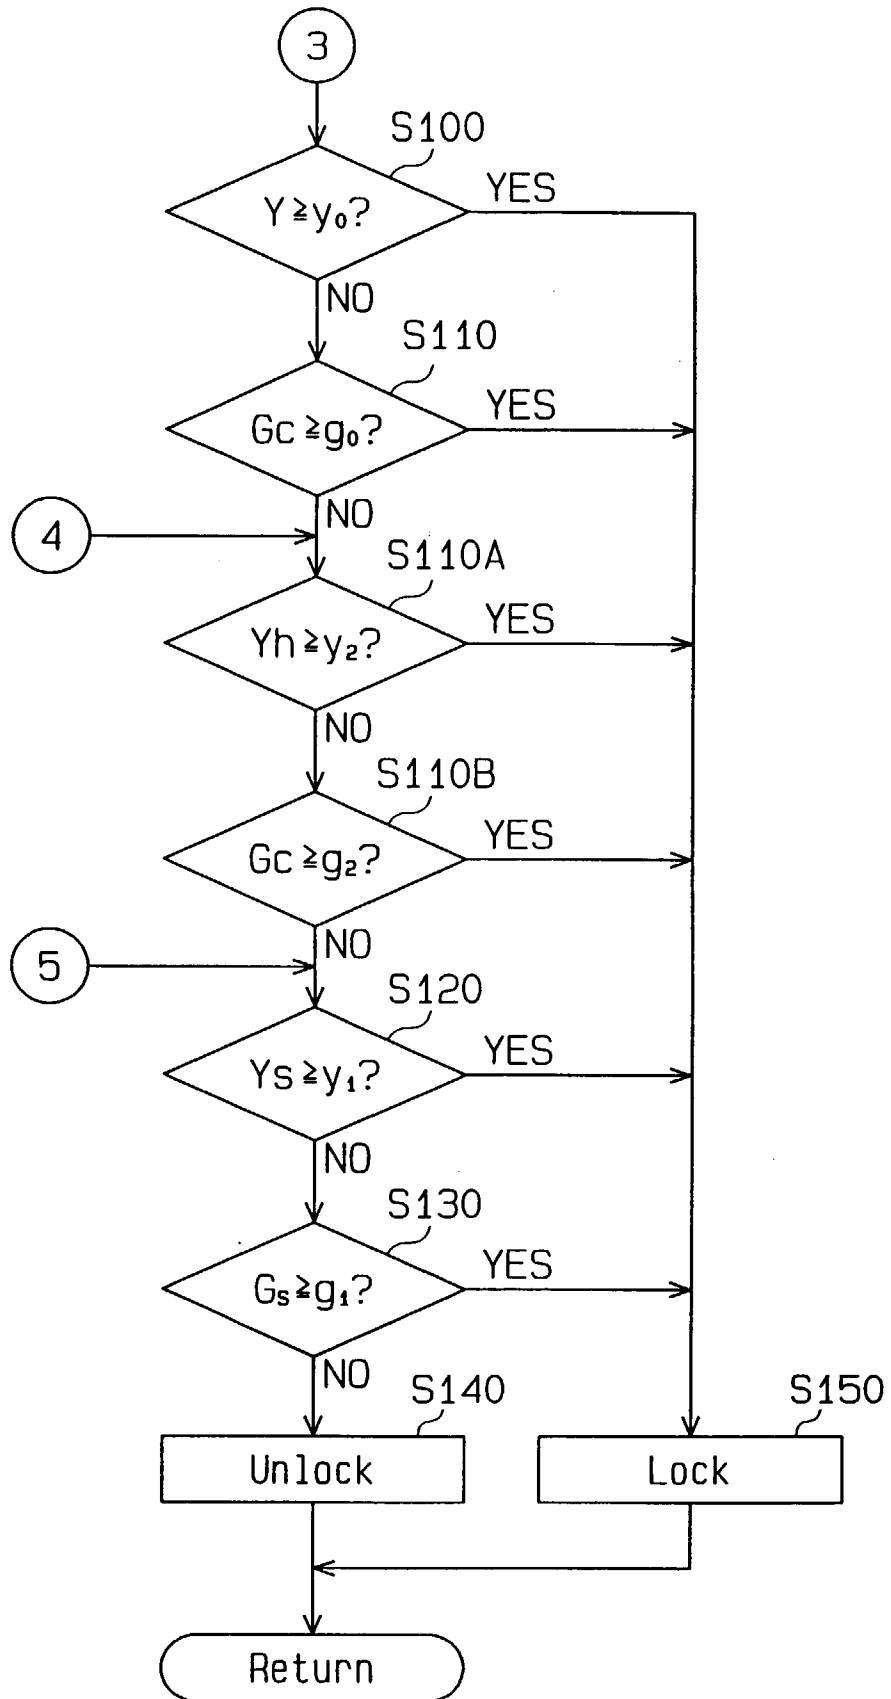 3
S100
Y≧y₀?
YES
NO
S110
Gc≧g₀?
YES
NO
4
S110A
Yh≧y₂?
YES
NO
S110B
Gc≧g₂?
YES
NO
5
S120
Ys≧y₁?
YES
NO
S130
Gs≧g₁?
YES
NO
S140
Unlock
S150
Lock
Return